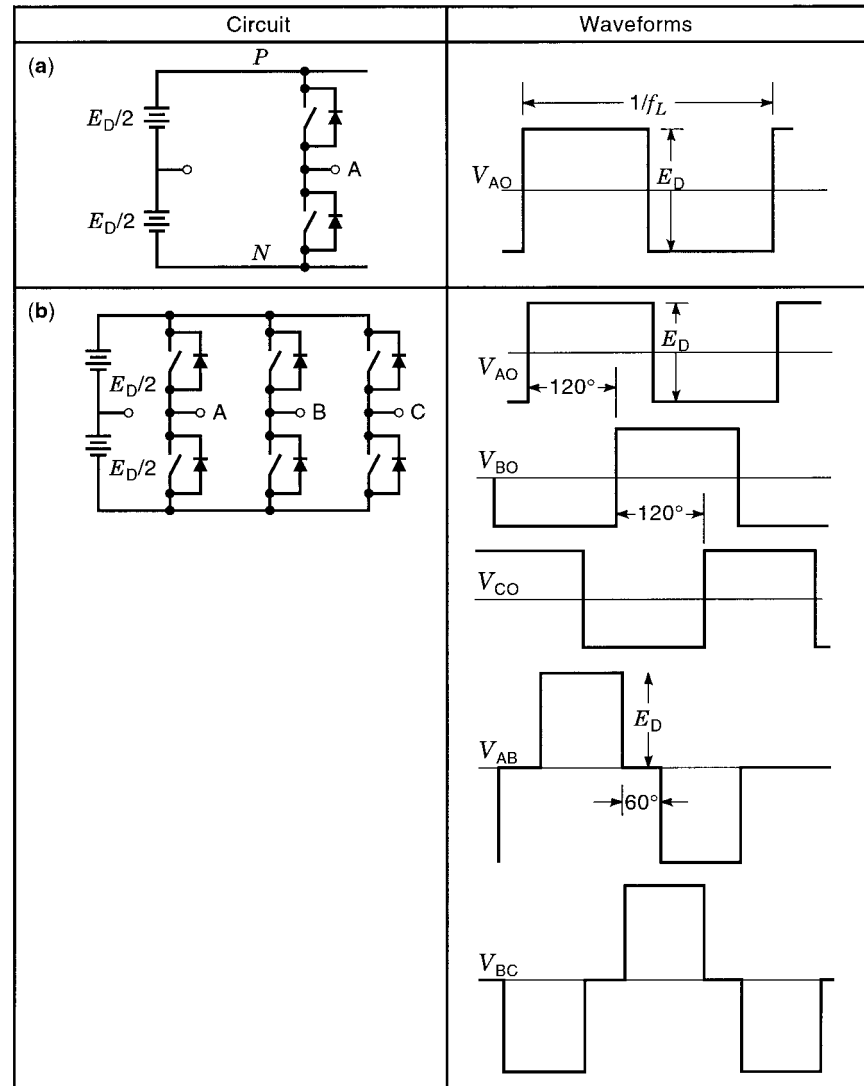 Circuit
Waveforms
(a)
P
E_D/2
A
E_D/2
N
1/f_L
V_AO
E_D
(b)
E_D/2
A
B
C
E_D/2
E_D
V_AO
120°
V_BO
120°
V_CO
E_D
V_AB
60°
V_BC